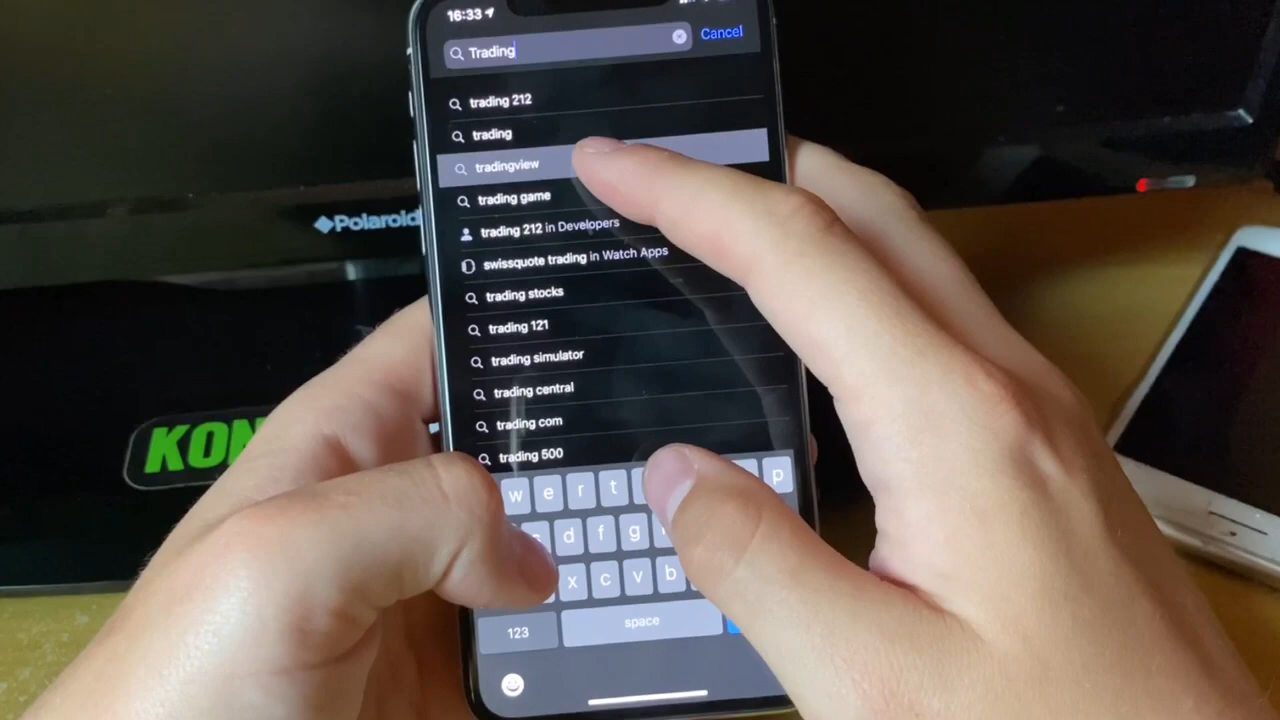 16:33
Trading
Cancel
trading 212
trading
tradingview
trading game
trading 212 in Developers
swissquote trading in Watch Apps
trading stocks
trading 121
trading simulator
trading central
trading com
trading 500
w e r t p
d f g
x c v b
123 space
Polaroid
KON